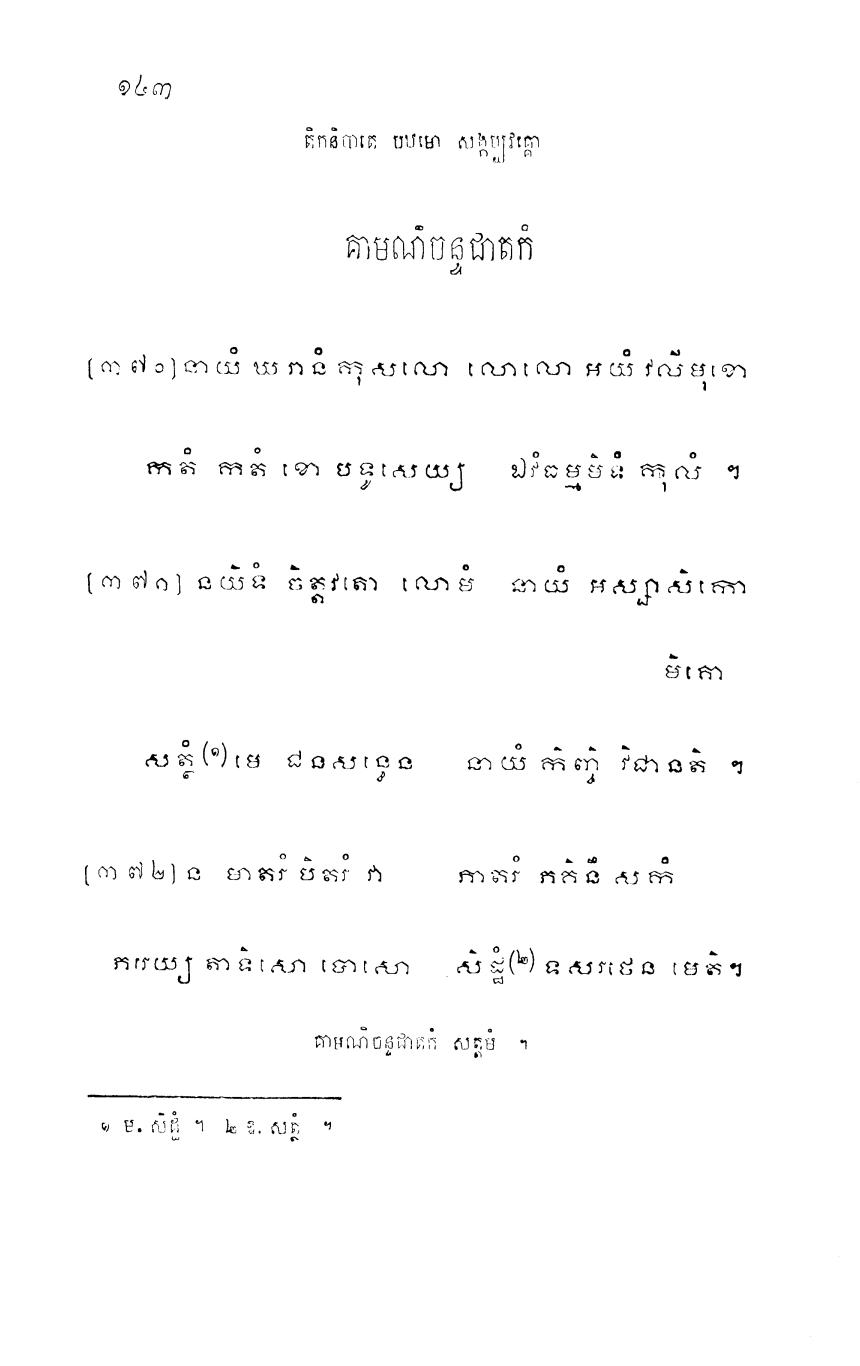 ១៤៣
តិកនិបាតេ បឋមោ សង្កប្បវគ្គោ
គាមណិចន្ទជាតកំ
[៣៧០] នាយំ ឃរានំ កុសលោ លោលោ អយំ វលីមុខោ
កតំ កតំ ខោ បទូសេយ្យ ឯវំធម្មមិទំ កុលំ ។
[៣៧១] នយិទំ ចិត្តវតោ លោមំ នាយំ អស្សាសិកោ
មិគោ
សត្ថំ(១)មេ ជនសន្ធេន នាយំ កិញ្ចិ វិជានតិ ។
[៣៧២] ន មាតរំ បិតរំ វា ភាតរំ ភគិនឹ សកំ
ភរេយ្យ តាទិសោ បោសោ សិដ្ឋំ(២)ទសរថេន មេតិ។
គាមណិចន្ទជាតកំ សត្តមំ ។
១ ម. សិដ្ឋំ ។ ២ ឱ. សត្ថំ ។